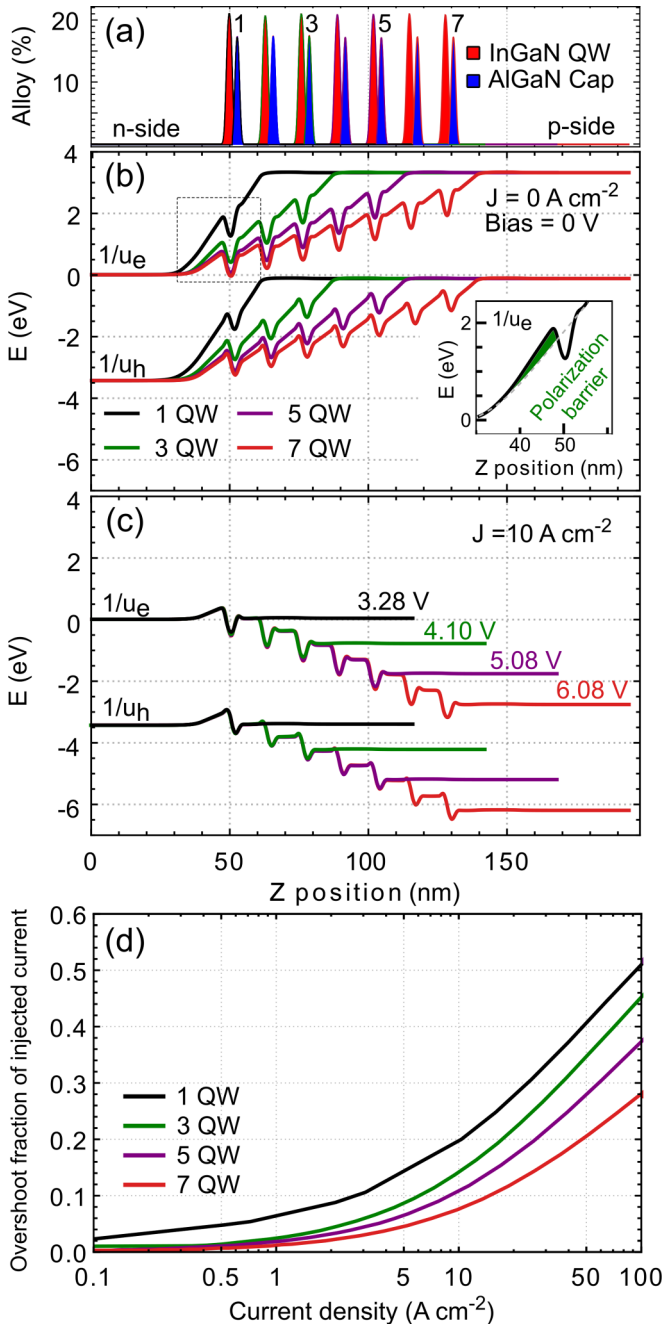 (a)
1 3 5 7
InGaN QW
AlGaN Cap
n-side
p-side
Alloy (%)
20
10
0
(b)
J = 0 A cm-2
Bias = 0 V
1/ue
1/uh
E (eV)
4
2
0
-2
-4
-6
1/ue
E (eV)
2
0
40 50
Z position (nm)
Polarization
barrier
1 QW
3 QW
5 QW
7 QW
(c)
J =10 A cm-2
1/ue
1/uh
3.28 V
4.10 V
5.08 V
6.08 V
E (eV)
4
2
0
-2
-4
-6
0 50 100 150
Z position (nm)
(d)
Overshoot fraction of injected current
0.6
0.5
0.4
0.3
0.2
0.1
0.0
1 QW
3 QW
5 QW
7 QW
0.1 1 5 10 50 100
Current density (A cm-2)